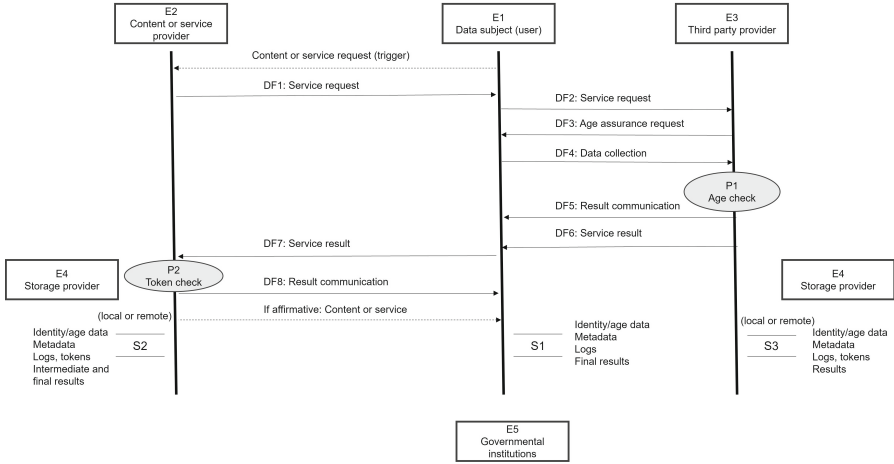 E2
Content or service
provider
E1
Data subject (user)
E3
Third party provider
Content or service request (trigger)
DF1: Service request
DF2: Service request
DF3: Age assurance request
DF4: Data collection
P1
Age check
DF5: Result communication
DF6: Service result
DF7: Service result
E4
Storage provider
P2
Token check
DF8: Result communication
E4
Storage provider
If affirmative: Content or service
(local or remote)
Identity/age data
Metadata
Logs, tokens
Intermediate and
final results
S2
S1
Identity/age data
Metadata
Logs
Final results
(local or remote)
S3
Identity/age data
Metadata
Logs, tokens
Results
E5
Governmental
institutions